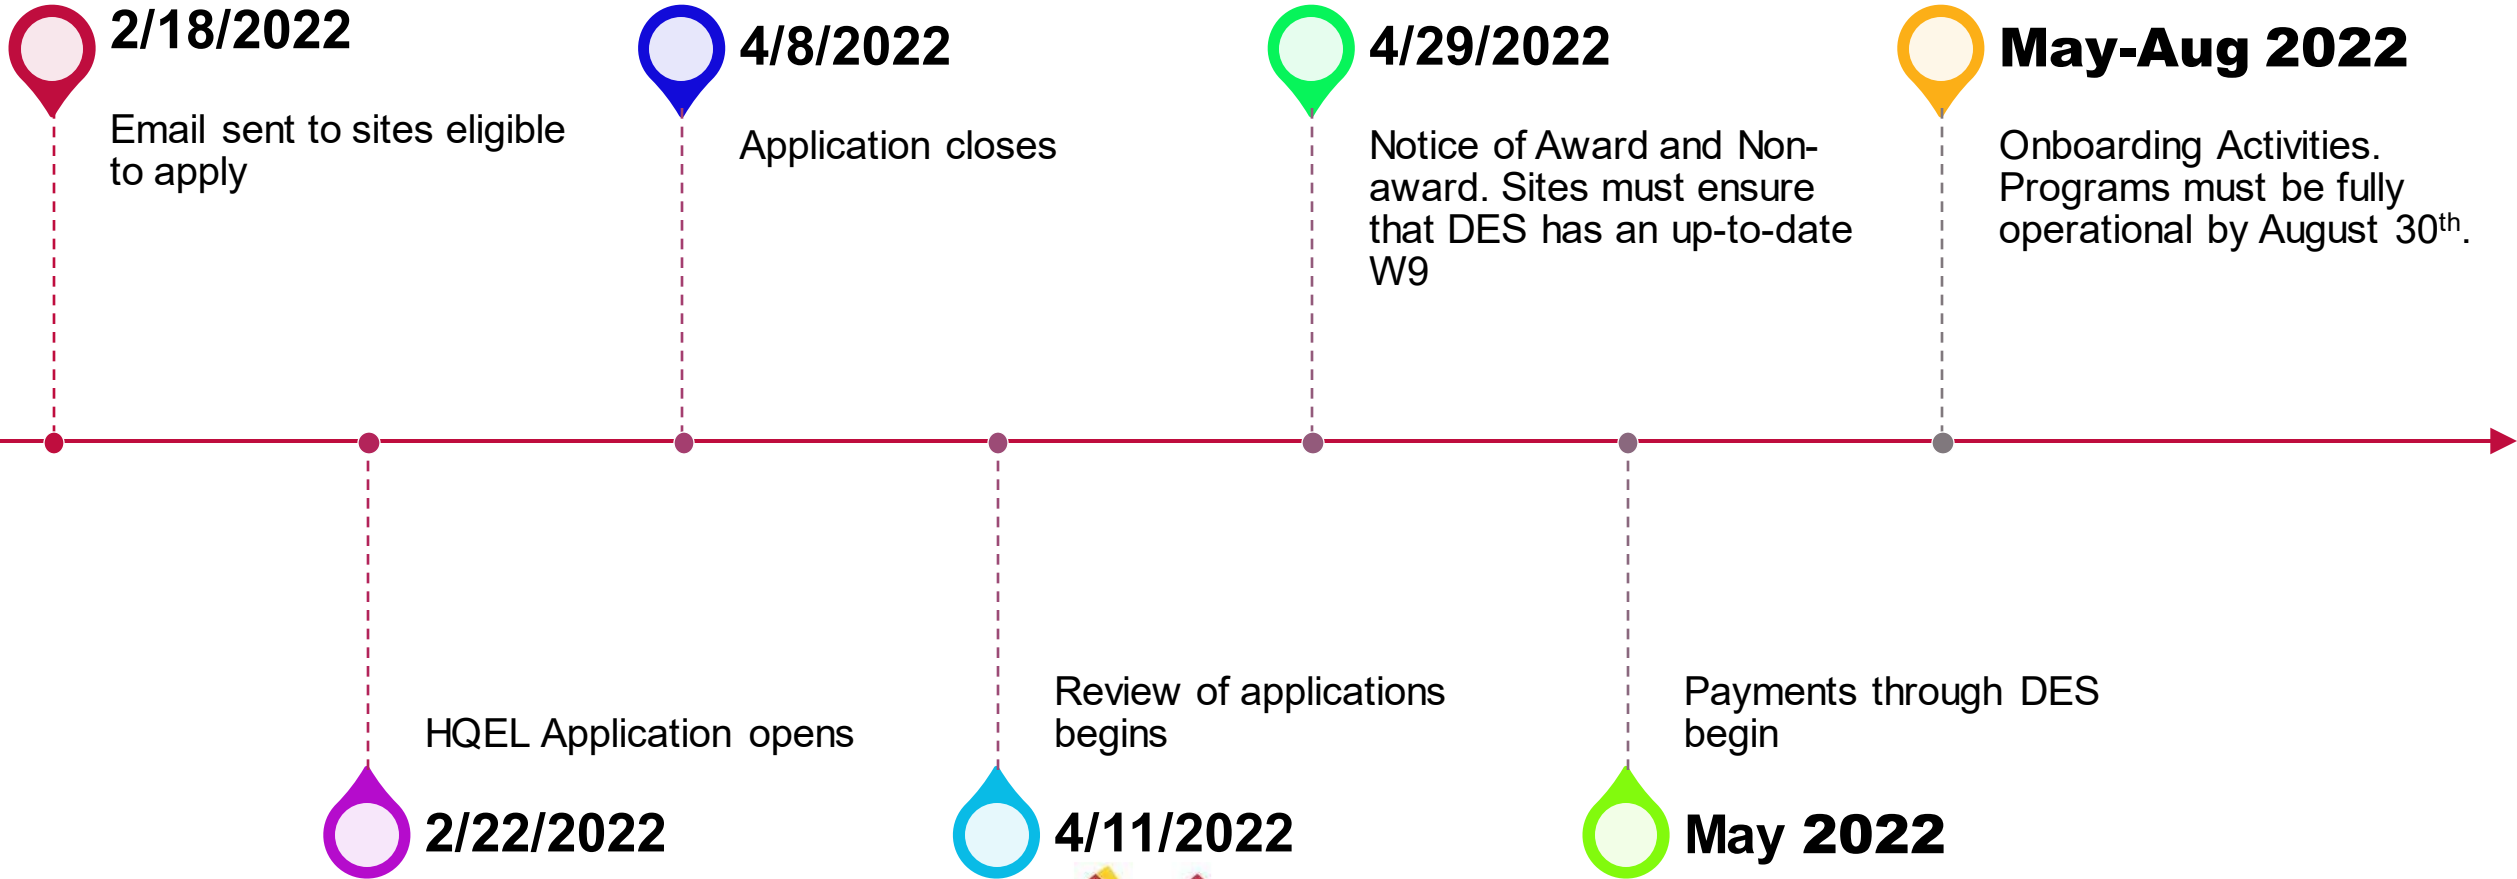 2/18/2022
Email sent to sites eligible
to apply
HQEL Application opens
2/22/2022
4/8/2022
Application closes
Review of applications
begins
4/11/2022
4/29/2022
Notice of Award and Non-
award. Sites must ensure
that DES has an up-to-date
W9
Payments through DES
begin
May 2022
May-Aug 2022
Onboarding Activities.
Programs must be fully
operational by August 30th.